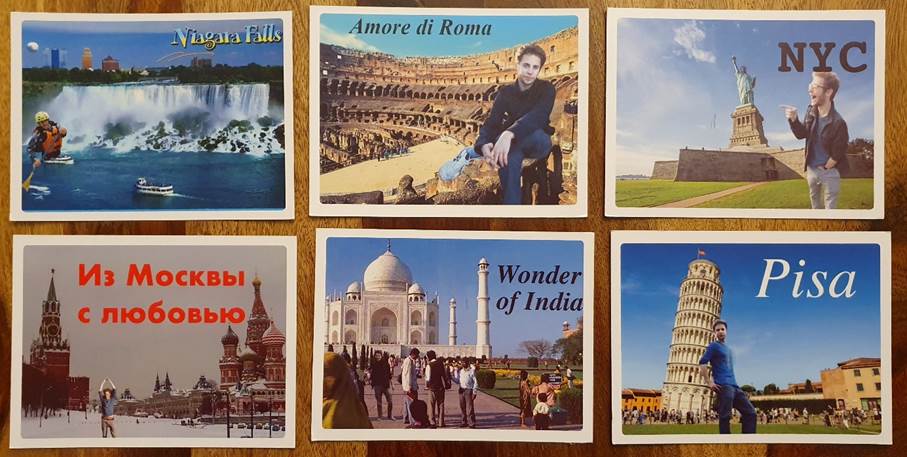 Niagara Falls
Amore di Roma
NYC
Из Москвы
с любовью
Wonder
of India
Pisa